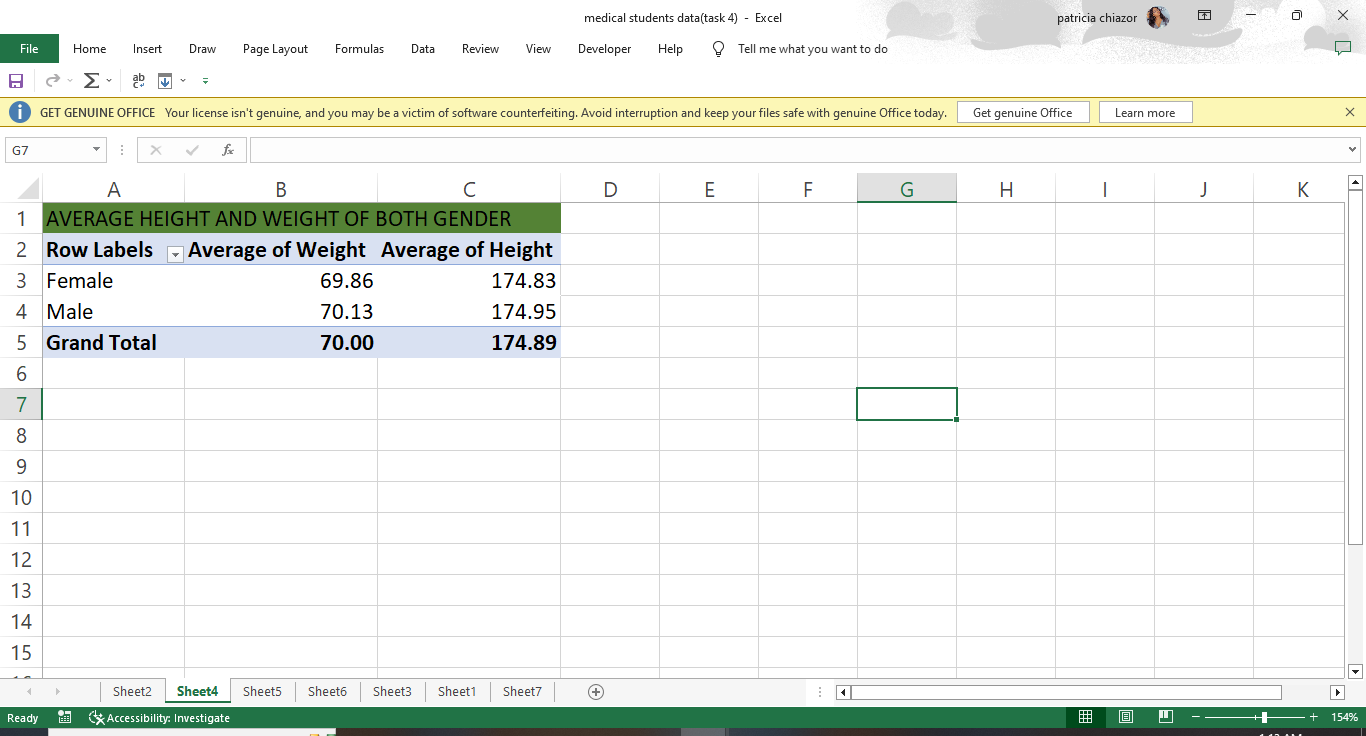 medical students data(task 4) - Excel
patricia chiazor
File Home Insert Draw Page Layout Formulas Data Review View Developer Help Tell me what you want to do
GET GENUINE OFFICE Your license isn't genuine, and you may be a victim of software counterfeiting. Avoid interruption and keep your files safe with genuine Office today. Get genuine Office Learn more
G7 fx
A B C D E F G H I J K
1 AVERAGE HEIGHT AND WEIGHT OF BOTH GENDER
2 Row Labels Average of Weight Average of Height
3 Female 69.86 174.83
4 Male 70.13 174.95
5 Grand Total 70.00 174.89
6
7
8
9
10
11
12
13
14
15
Sheet2 Sheet4 Sheet5 Sheet6 Sheet3 Sheet1 Sheet7
Ready Accessibility: Investigate 154%